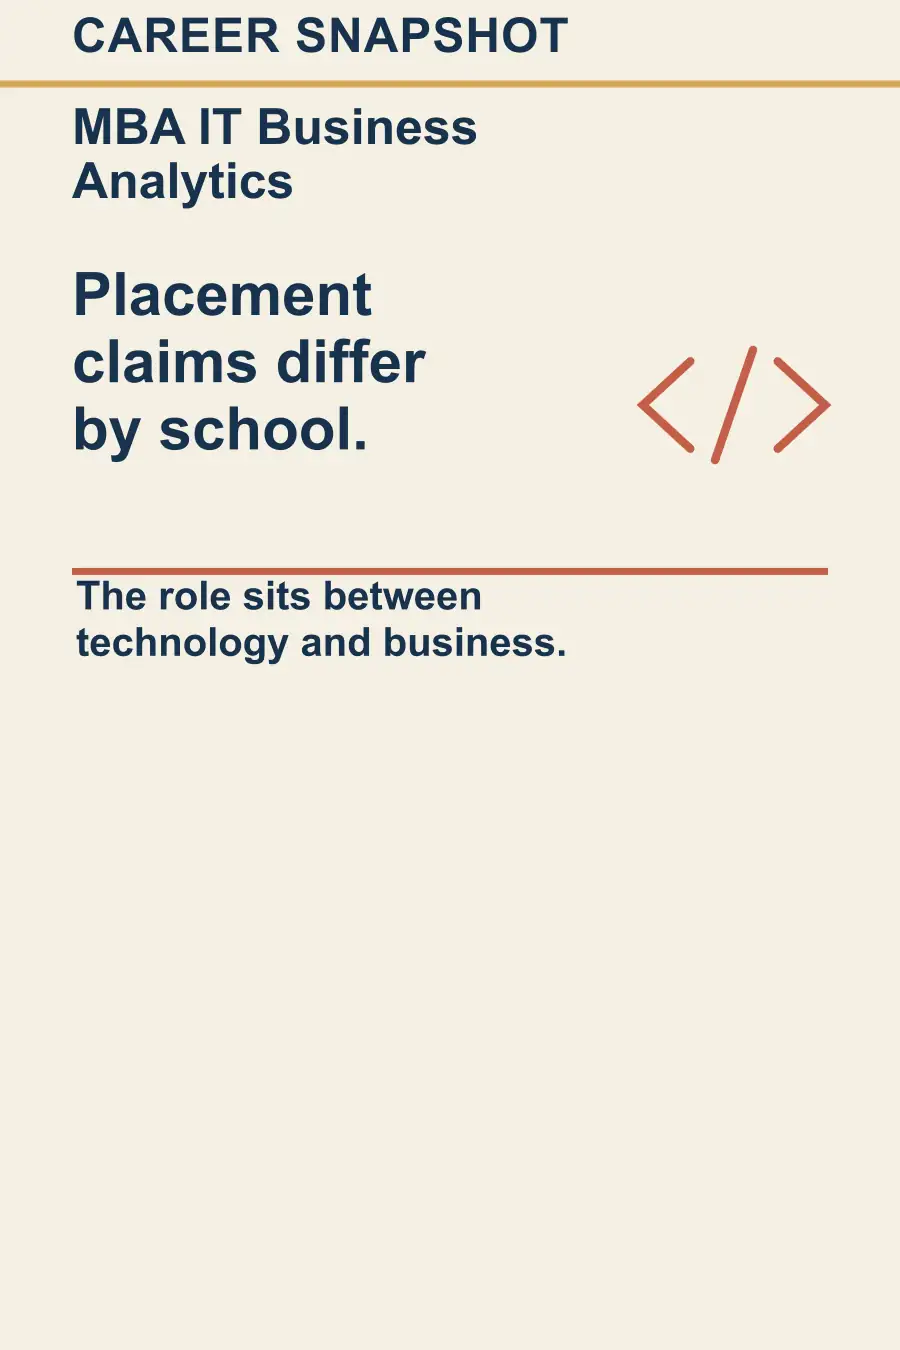 CAREER SNAPSHOT
MBA IT Business
Analytics
Placement
claims differ
by school.
</>
The role sits between
technology and business.